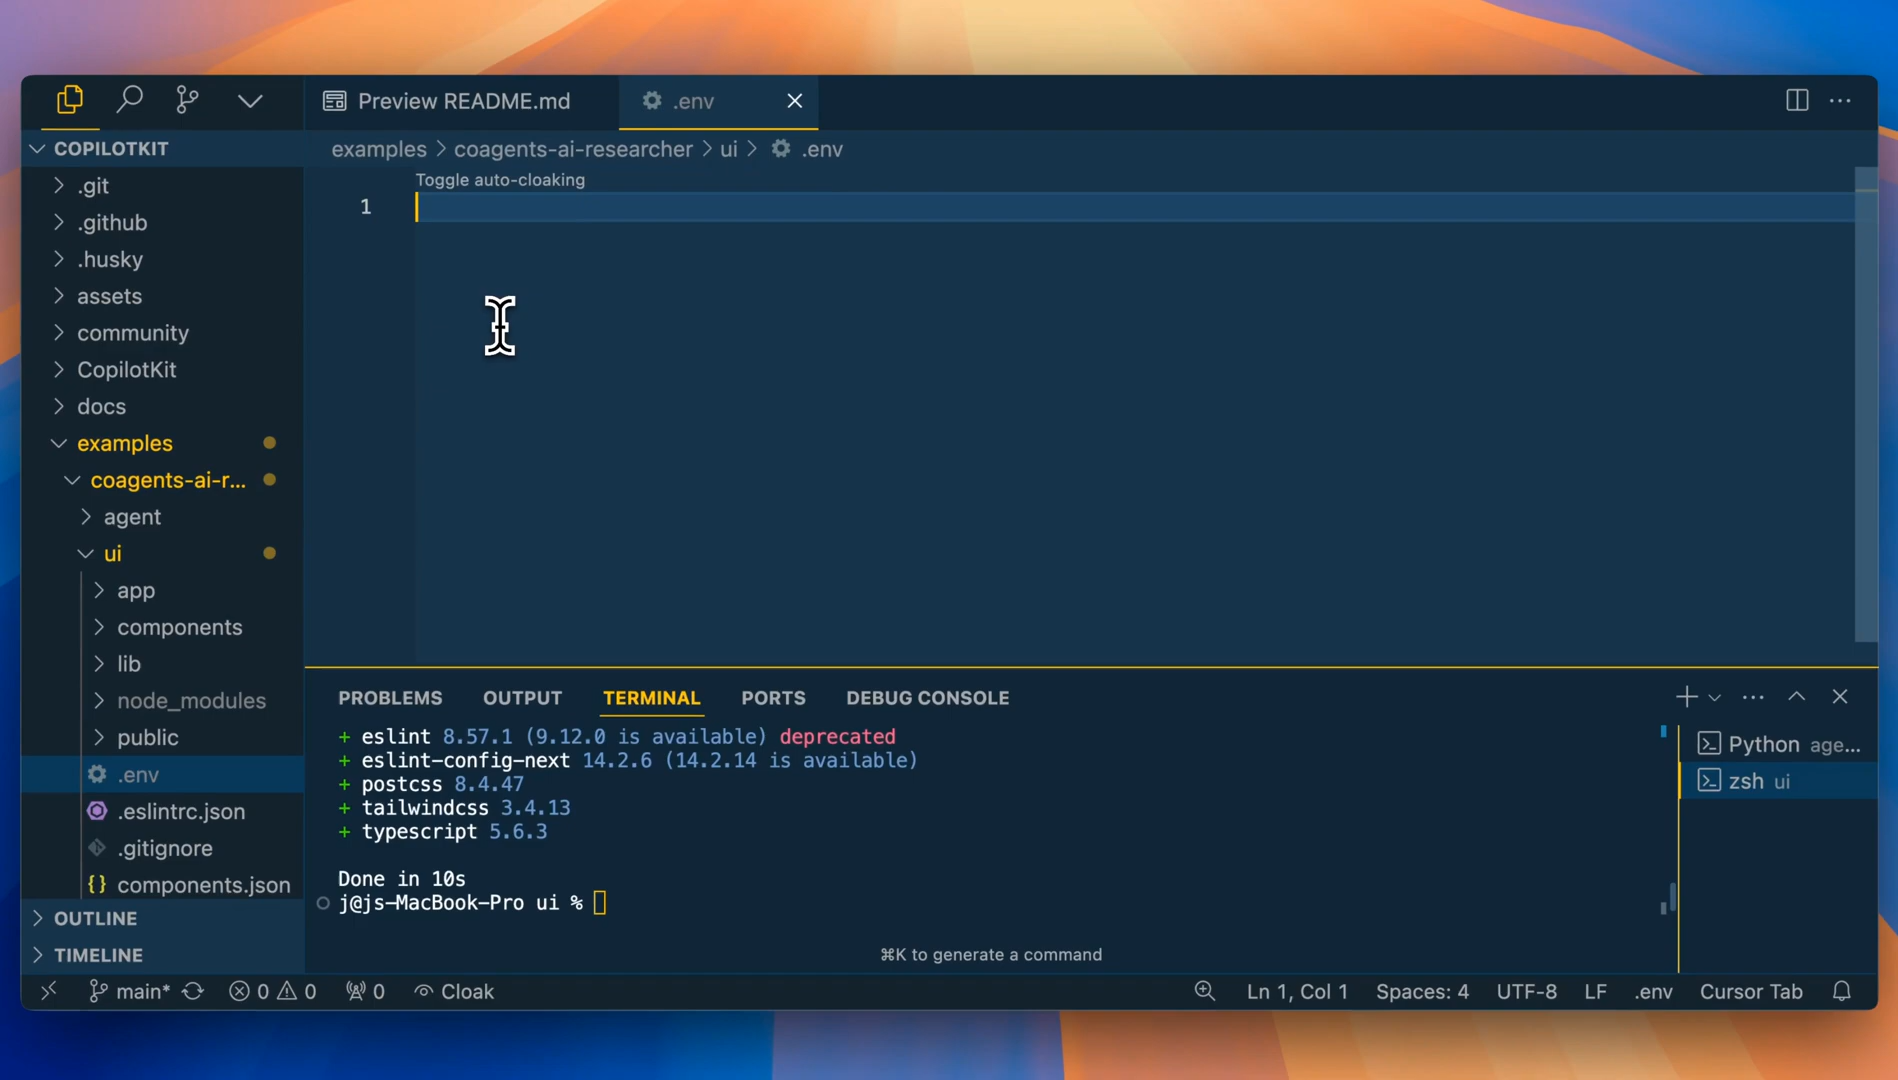 Preview README.md
.env
COPILOTKIT
.git
.github
.husky
assets
community
CopilotKit
docs
examples
coagents-ai-r...
agent
ui
app
components
lib
node_modules
public
.env
.eslintrc.json
.gitignore
components.json
OUTLINE
TIMELINE
examples > coagents-ai-researcher > ui > .env
Toggle auto-cloaking
1
PROBLEMS OUTPUT TERMINAL PORTS DEBUG CONSOLE
+ eslint 8.57.1 (9.12.0 is available) deprecated
+ eslint-config-next 14.2.6 (14.2.14 is available)
+ postcss 8.4.47
+ tailwindcss 3.4.13
+ typescript 5.6.3
Done in 10s
j@js-MacBook-Pro ui %
⌘K to generate a command
Python age...
zsh ui
main* 0 0 0 Cloak Ln 1, Col 1 Spaces: 4 UTF-8 LF .env Cursor Tab